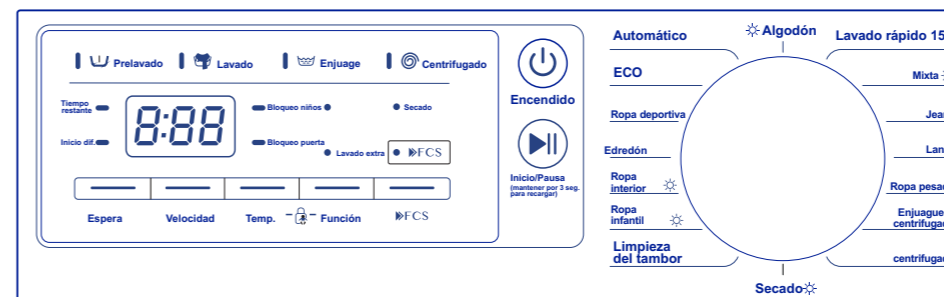 Prelavado Lavado Enjuage Centrifugado
Tiempo
restante
8:88
Bloqueo niños
Secado
Inicio dif.
Bloqueo puerta
Lavado extra
FCS
Espera Velocidad Temp. Función FCS
Encendido
Inicio/Pausa
(mantener por 3 seg.
para recargar)
Automático
ECO
Ropa deportiva
Edredón
Ropa
interior
Ropa
infantil
Limpieza
del tambor
Algodón
Secado
Lavado rápido 15
Mixta
Jea
Lan
Ropa pesad
Enjuague
centrifugad
centrifugad